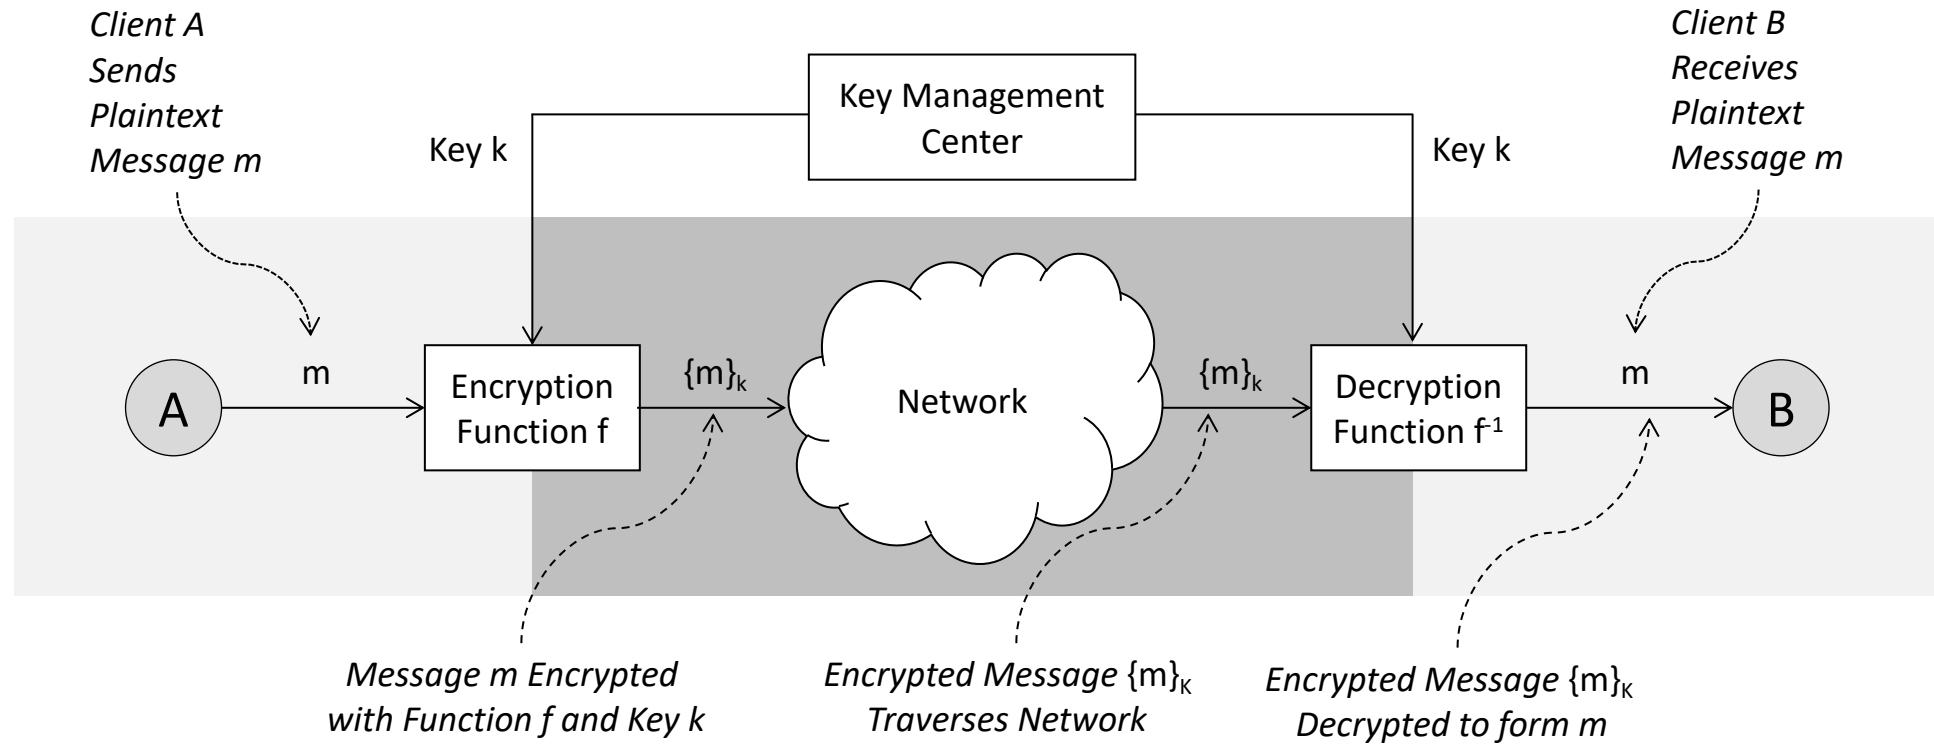 Client A
Sends
Plaintext
Message m
Client B
Receives
Plaintext
Message m
Key Management
Center
Key k
Key k
A
m
Encryption
Function f
{m}k
Network
{m}k
Decryption
Function f-1
m
B
Message m Encrypted
with Function f and Key k
Encrypted Message {m}K
Traverses Network
Encrypted Message {m}K
Decrypted to form m